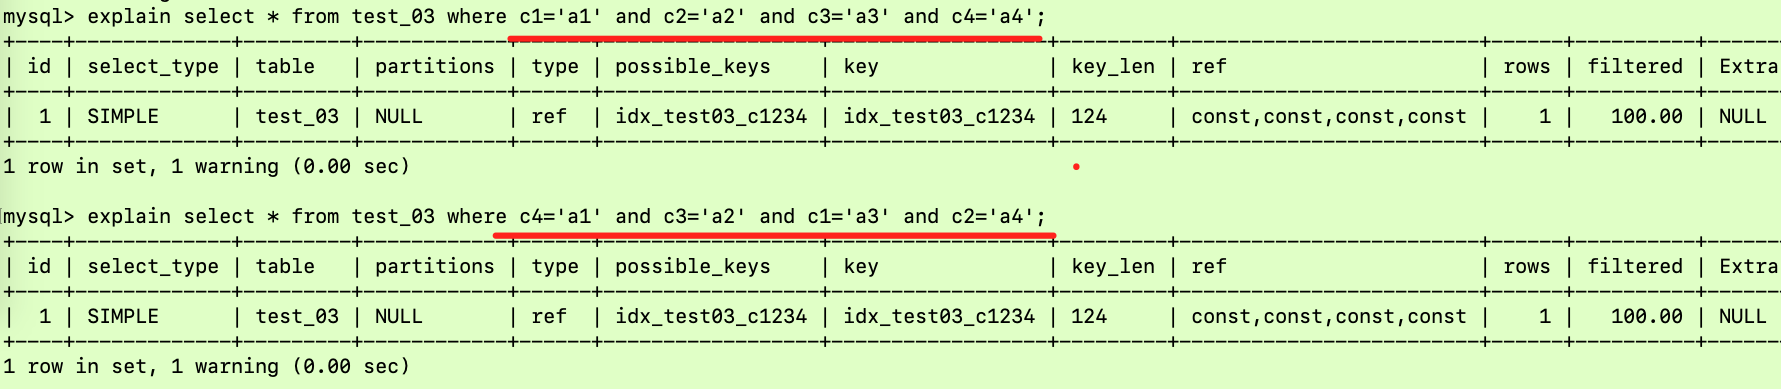 mysql> explain select * from test_03 where c1='a1' and c2='a2' and c3='a3' and c4='a4';
+----+-------------+----------+------------+------+------------------+------------------+---------+-------------------------+------+----------+-------
| id | select_type | table    | partitions | type | possible_keys    | key              | key_len | ref                     | rows | filtered | Extra
+----+-------------+----------+------------+------+------------------+------------------+---------+-------------------------+------+----------+-------
|  1 | SIMPLE      | test_03 | NULL       | ref  | idx_test03_c1234 | idx_test03_c1234 | 124     | const,const,const,const |    1 |   100.00 | NULL
+----+-------------+----------+------------+------+------------------+------------------+---------+-------------------------+------+----------+-------
1 row in set, 1 warning (0.00 sec)
mysql> explain select * from test_03 where c4='a1' and c3='a2' and c1='a3' and c2='a4';
+----+-------------+----------+------------+------+------------------+------------------+---------+-------------------------+------+----------+-------
| id | select_type | table    | partitions | type | possible_keys    | key              | key_len | ref                     | rows | filtered | Extra
+----+-------------+----------+------------+------+------------------+------------------+---------+-------------------------+------+----------+-------
|  1 | SIMPLE      | test_03 | NULL       | ref  | idx_test03_c1234 | idx_test03_c1234 | 124     | const,const,const,const |    1 |   100.00 | NULL
+----+-------------+----------+------------+------+------------------+------------------+---------+-------------------------+------+----------+-------
1 row in set, 1 warning (0.00 sec)